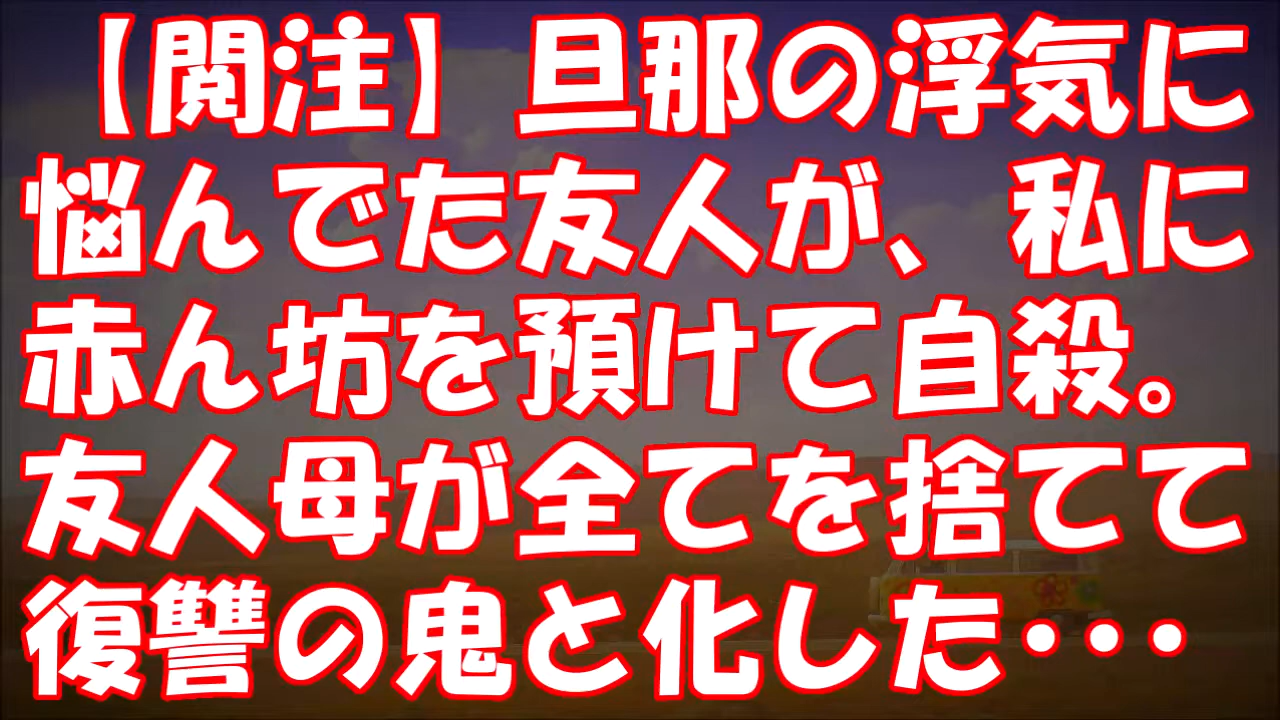 【閲注】旦那の浮気に
悩んでた友人が、私に
赤ん坊を預けて自殺。
友人母が全てを捨てて
復讐の鬼と化した･･･